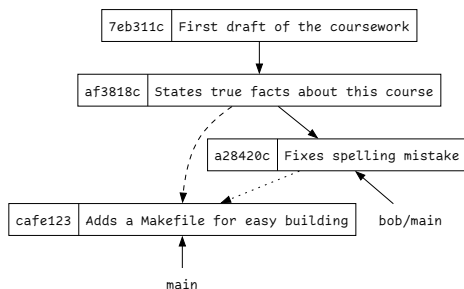 7eb311c First draft of the coursework
af3818c States true facts about this course
a28420c Fixes spelling mistake
cafe123 Adds a Makefile for easy building
bob/main
main